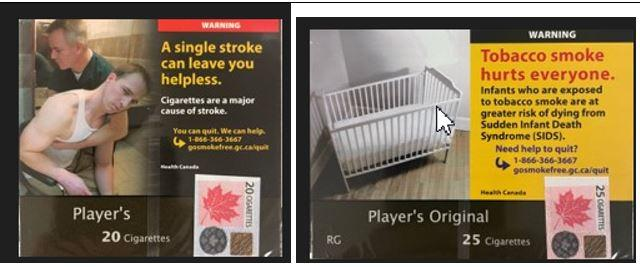 WARNING
A single stroke
can leave you
helpless.
Cigarettes are a major
cause of stroke.
You can quit. We can help.
1-866-366-3667
gosmokefree.gc.ca/quit
Health Canada
20 CIGARETTES
Player's
20 Cigarettes
WARNING
Tobacco smoke
hurts everyone.
Infants who are exposed
to tobacco smoke are at
greater risk of dying from
Sudden Infant Death
Syndrome (SIDS).
Need help to quit?
1-866-366-3667
gosmokefree.gc.ca/quit
Health Canada
25 CIGARETTES
Player's Original
RG
25 Cigarettes